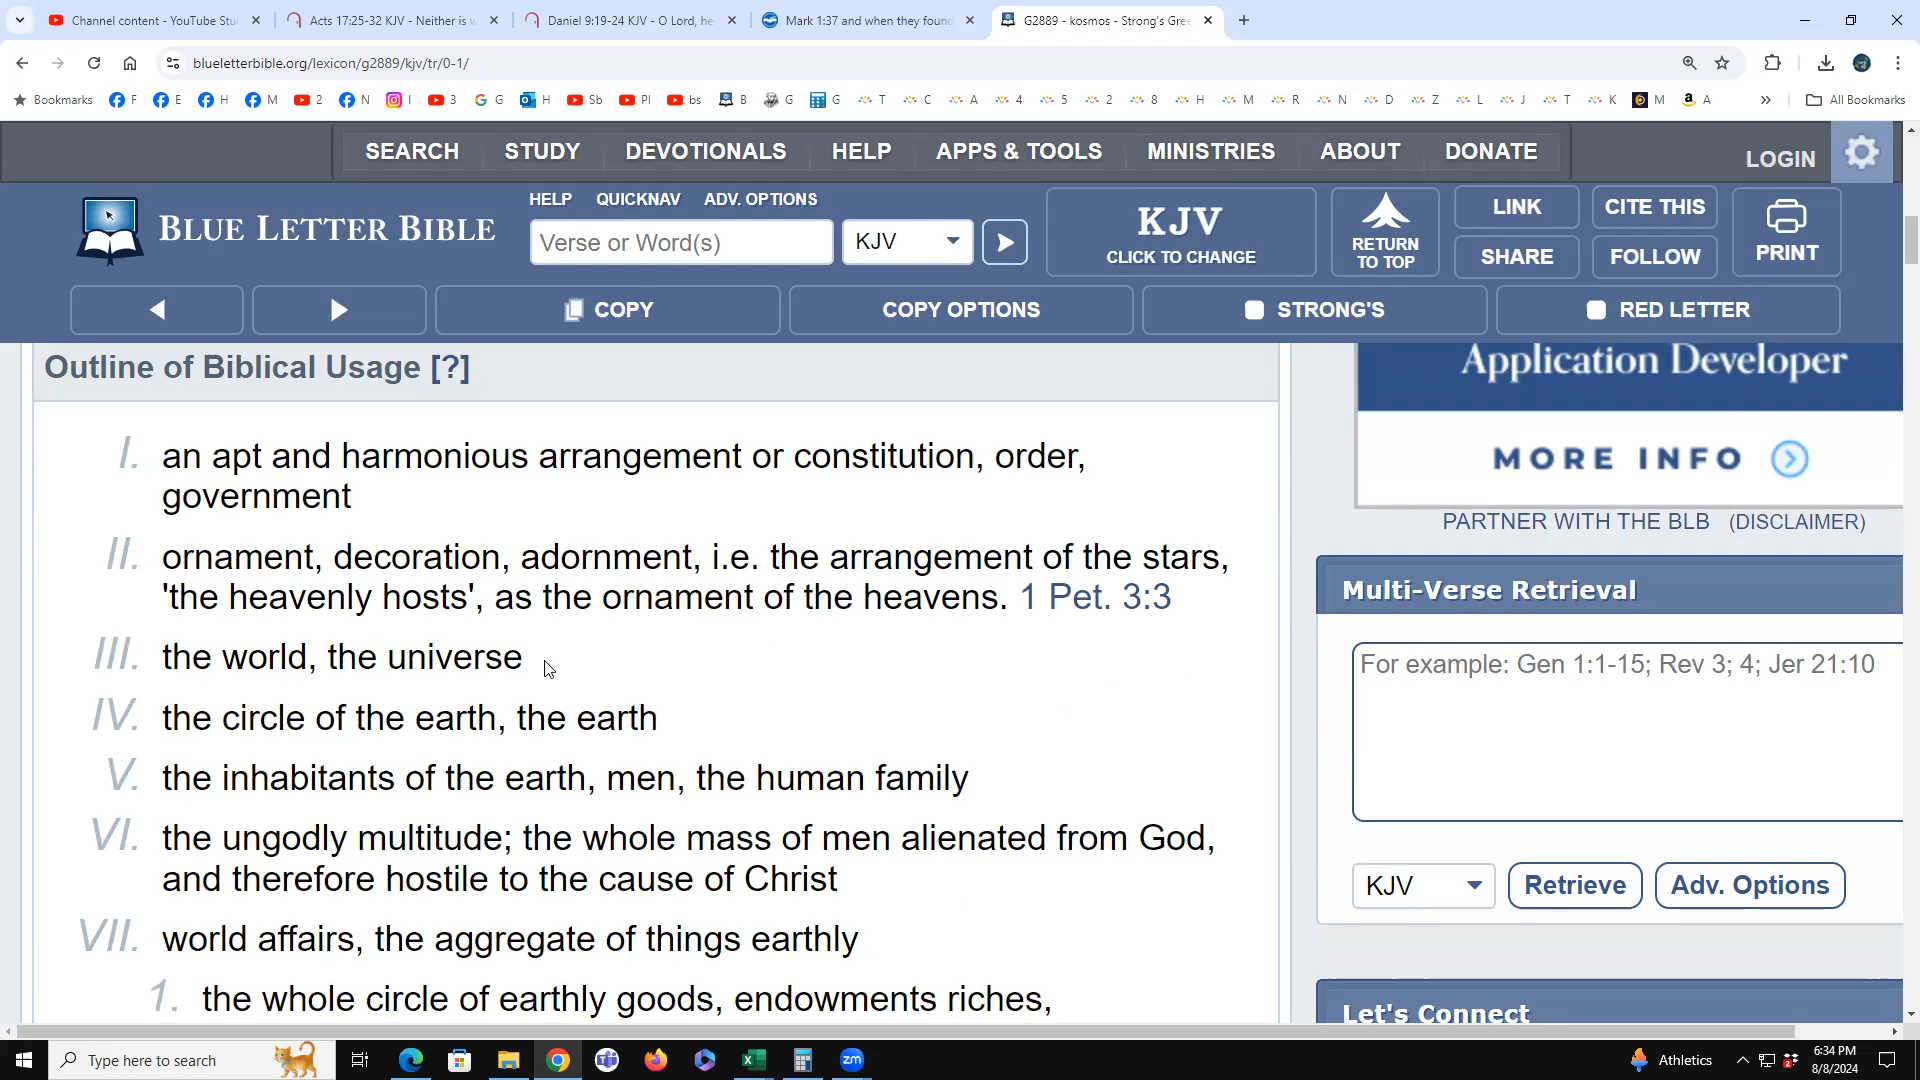 Channel content - YouTube Stu
Acts 17:25-32 KJV - Neither is w
Daniel 9:19-24 KJV - O Lord, he
Mark 1:37 and when they found
G2889 - kosmos - Strong's Gree
blueletterbible.org/lexicon/g2889/kjv/tr/0-1/
Bookmarks F E H M 2 N I 3 G H Sb Pl bs B G G T C A 4 5 2 8 H M R N D Z L J T K M A » All Bookmarks
SEARCH STUDY DEVOTIONALS HELP APPS & TOOLS MINISTRIES ABOUT DONATE
LOGIN
BLUE LETTER BIBLE
HELP QUICKNAV ADV. OPTIONS
Verse or Word(s)
KJV
KJV
CLICK TO CHANGE
RETURN
TO TOP
LINK
CITE THIS
SHARE
FOLLOW
PRINT
COPY
COPY OPTIONS
STRONG'S
RED LETTER
Outline of Biblical Usage [?]
I. an apt and harmonious arrangement or constitution, order,
government
II. ornament, decoration, adornment, i.e. the arrangement of the stars,
'the heavenly hosts', as the ornament of the heavens. 1 Pet. 3:3
III. the world, the universe
IV. the circle of the earth, the earth
V. the inhabitants of the earth, men, the human family
VI. the ungodly multitude; the whole mass of men alienated from God,
and therefore hostile to the cause of Christ
VII. world affairs, the aggregate of things earthly
1. the whole circle of earthly goods, endowments riches,
Application Developer
MORE INFO
PARTNER WITH THE BLB (DISCLAIMER)
Multi-Verse Retrieval
For example: Gen 1:1-15; Rev 3; 4; Jer 21:10
KJV
Retrieve
Adv. Options
Let's Connect
Type here to search
zm
Athletics
6:34 PM
8/8/2024